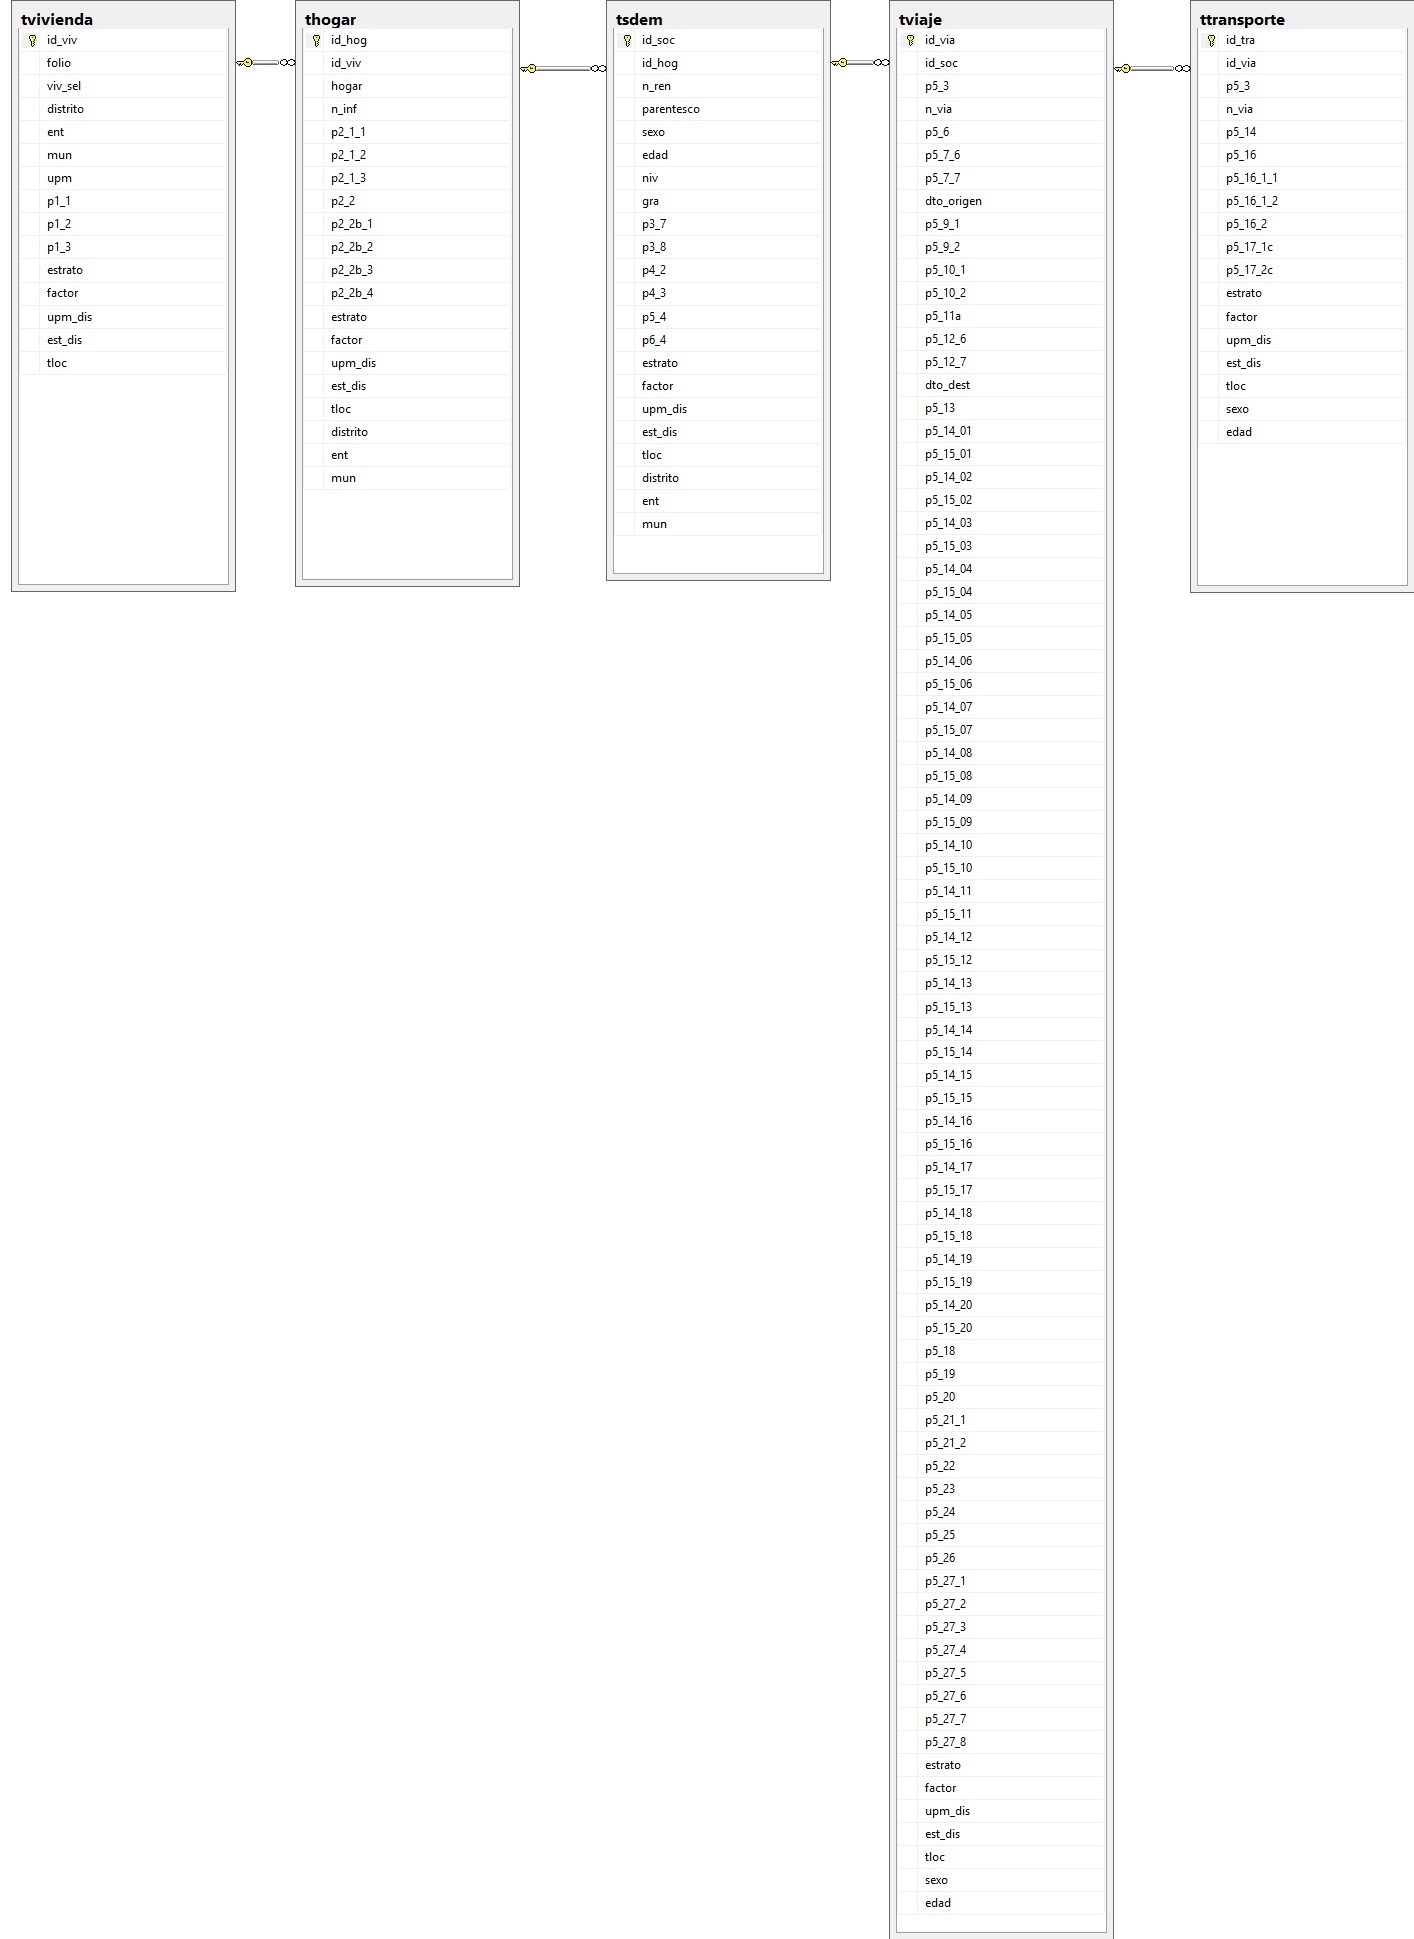 tvivienda
id_viv
folio
viv_sel
distrito
ent
mun
upm
p1_1
p1_2
p1_3
estrato
factor
upm_dis
est_dis
tloc
thogar
id_hog
id_viv
hogar
n_inf
p2_1_1
p2_1_2
p2_1_3
p2_2
p2_2b_1
p2_2b_2
p2_2b_3
p2_2b_4
estrato
factor
upm_dis
est_dis
tloc
distrito
ent
mun
tsdem
id_soc
id_hog
n_ren
parentesco
sexo
edad
niv
gra
p3_7
p3_8
p4_2
p4_3
p5_4
p6_4
estrato
factor
upm_dis
est_dis
tloc
distrito
ent
mun
tviaje
id_via
id_soc
p5_3
n_via
p5_6
p5_7_6
p5_7_7
dto_origen
p5_9_1
p5_9_2
p5_10_1
p5_10_2
p5_11a
p5_12_6
p5_12_7
dto_dest
p5_13
p5_14_01
p5_15_01
p5_14_02
p5_15_02
p5_14_03
p5_15_03
p5_14_04
p5_15_04
p5_14_05
p5_15_05
p5_14_06
p5_15_06
p5_14_07
p5_15_07
p5_14_08
p5_15_08
p5_14_09
p5_15_09
p5_14_10
p5_15_10
p5_14_11
p5_15_11
p5_14_12
p5_15_12
p5_14_13
p5_15_13
p5_14_14
p5_15_14
p5_14_15
p5_15_15
p5_14_16
p5_15_16
p5_14_17
p5_15_17
p5_14_18
p5_15_18
p5_14_19
p5_15_19
p5_14_20
p5_15_20
p5_18
p5_19
p5_20
p5_21_1
p5_21_2
p5_22
p5_23
p5_24
p5_25
p5_26
p5_27_1
p5_27_2
p5_27_3
p5_27_4
p5_27_5
p5_27_6
p5_27_7
p5_27_8
estrato
factor
upm_dis
est_dis
tloc
sexo
edad
ttransporte
id_tra
id_via
p5_3
n_via
p5_14
p5_16
p5_16_1_1
p5_16_1_2
p5_16_2
p5_17_1c
p5_17_2c
estrato
factor
upm_dis
est_dis
tloc
sexo
edad